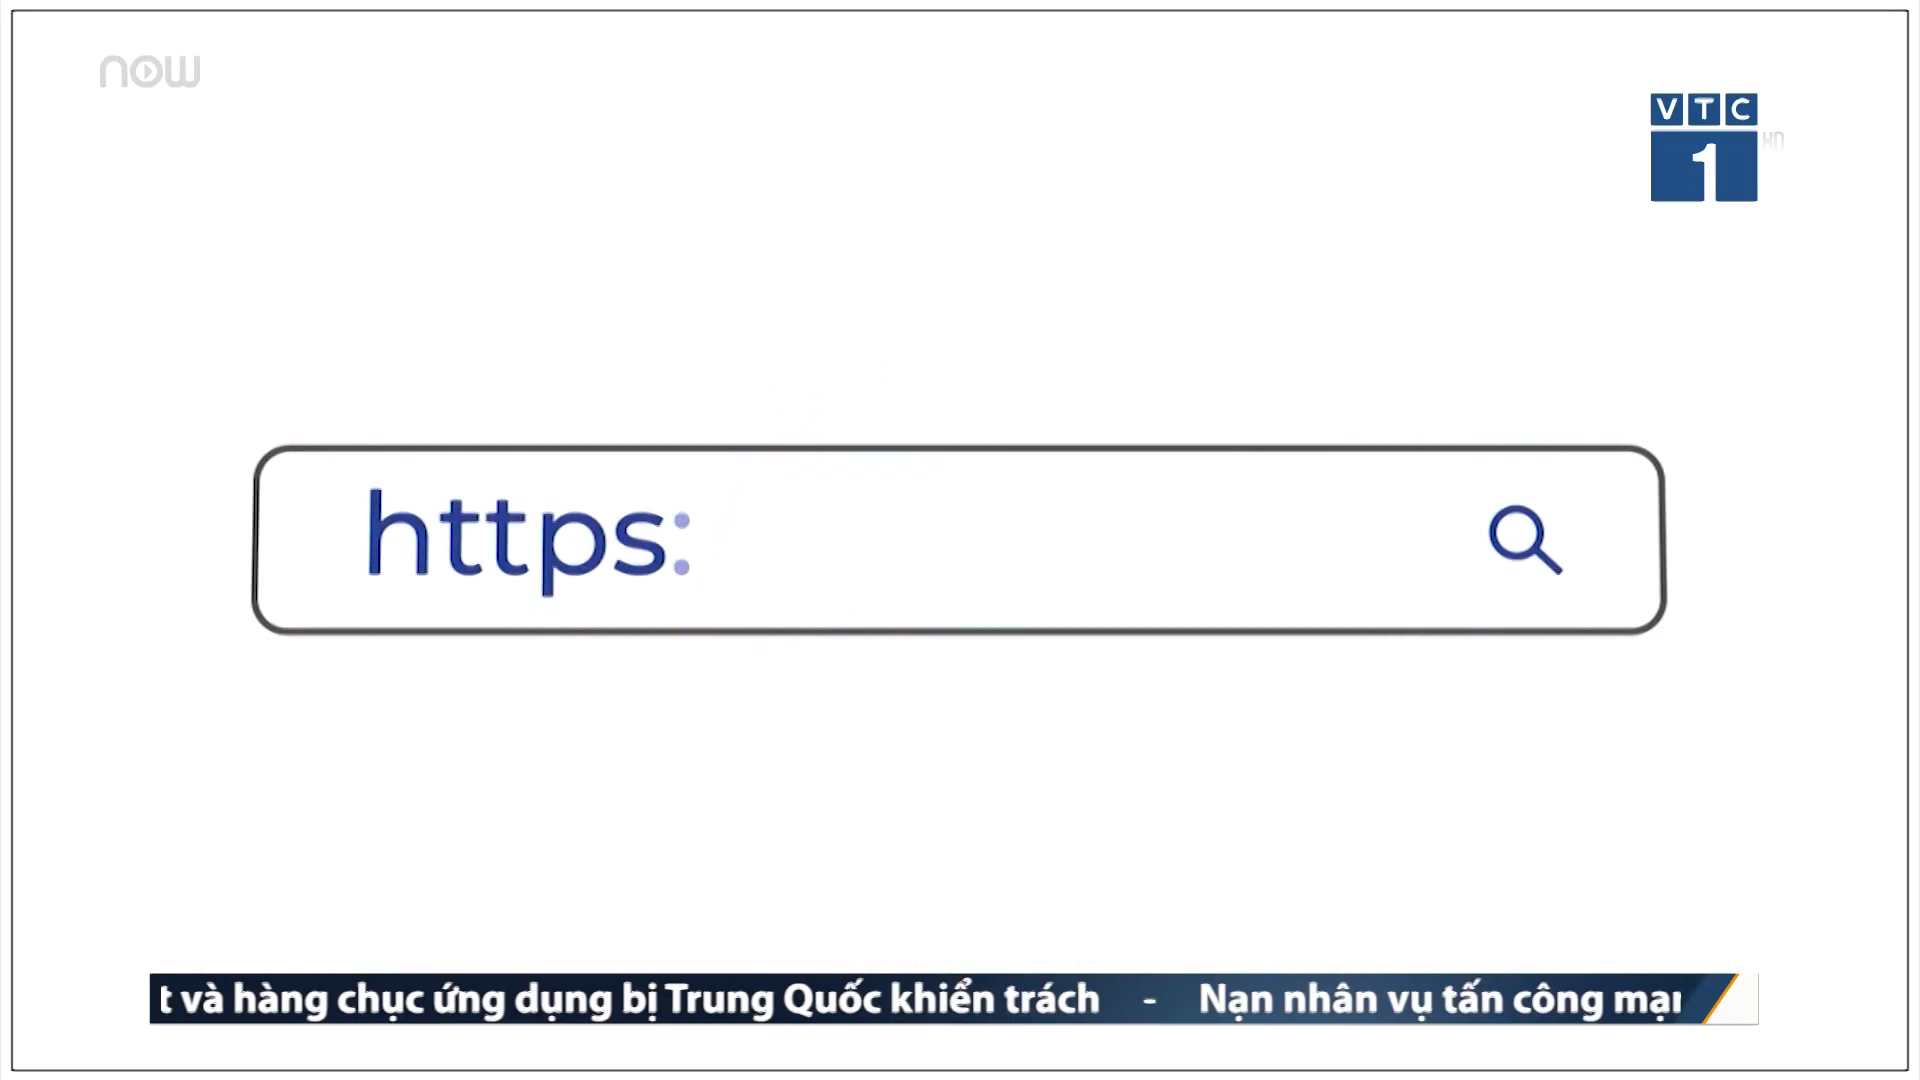 now
VTC
1
HD
https:
t và hàng chục ứng dụng bị Trung Quốc khiển trách - Nạn nhân vụ tấn công